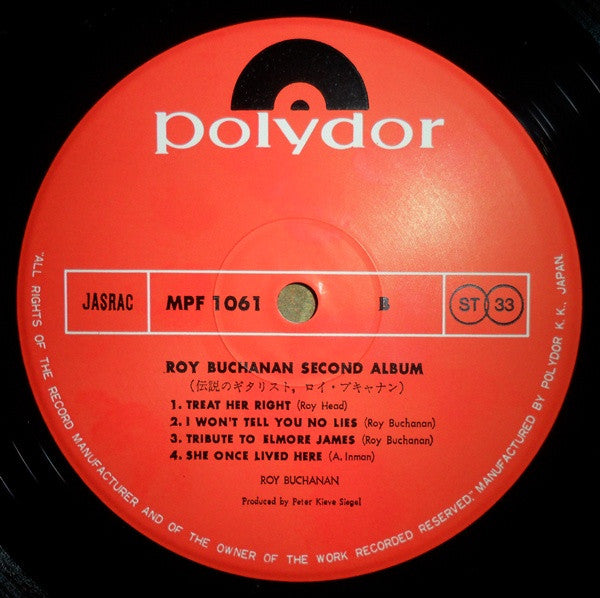 polydor
JASRAC
MPF 1061
B
ST 33
ROY BUCHANAN SECOND ALBUM
(伝説のギタリスト, ロイ・ブキャナン)
1. TREAT HER RIGHT (Roy Head)
2. I WON'T TELL YOU NO LIES (Roy Buchanan)
3. TRIBUTE TO ELMORE JAMES (Roy Buchanan)
4. SHE ONCE LIVED HERE (A. Inman)
ROY BUCHANAN
Produced by Peter Kieve Siegel
"ALL RIGHTS OF THE RECORD MANUFACTURER AND OF THE OWNER OF THE WORK RECORDED RESERVED," MANUFACTURED BY POLYDOR K.K., JAPAN.